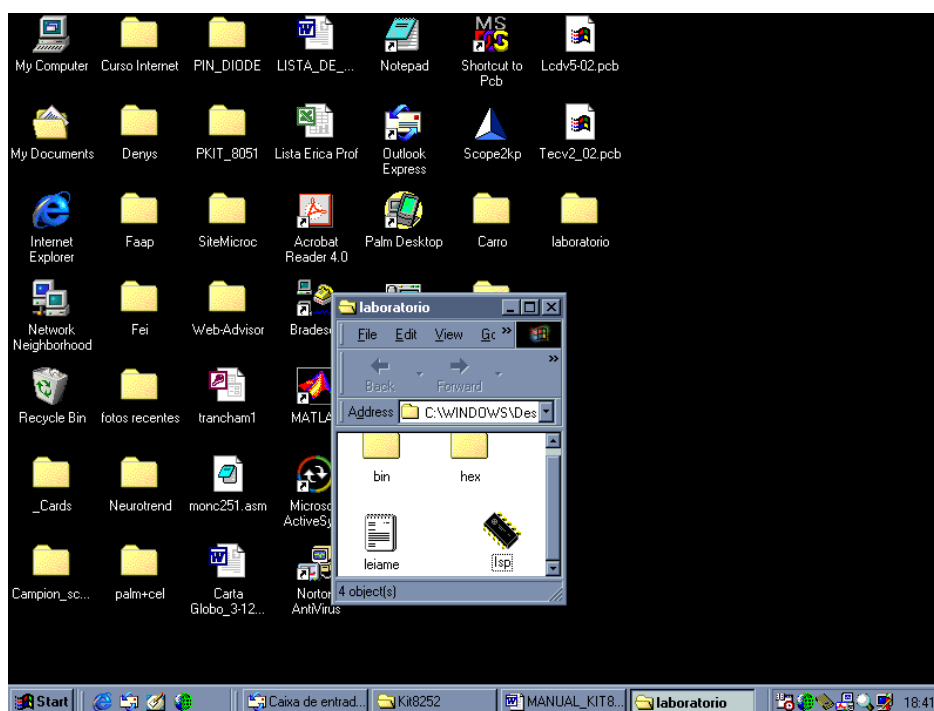 My Computer
Curso Internet
PIN_DIODE
LISTA_DE_...
Notepad
MS
Shortcut to
Pcb
Lcdv5-02.pcb
My Documents
Denys
PKIT_8051
Lista Erica Prof
Outlook
Express
Scope2kp
Tecv2_02.pcb
Internet
Explorer
Faap
SiteMicroc
Acrobat
Reader 4.0
Palm Desktop
Carro
laboratorio
Network
Neighborhood
Fei
Web-Advisor
Recycle Bin
fotos recentes
trancham1
_Cards
Neurotrend
monc251.asm
Campion_sc...
palm+cel
Carta
Globo_3-12...
Norton
AntiVirus
laboratorio
File Edit View
Back Forward
Address C:\WINDOWS\Des
bin hex
leiame Isp
4 object(s)
Start Caixa de entrad... Kit8252 MANUAL_KIT8... laboratorio 18:41